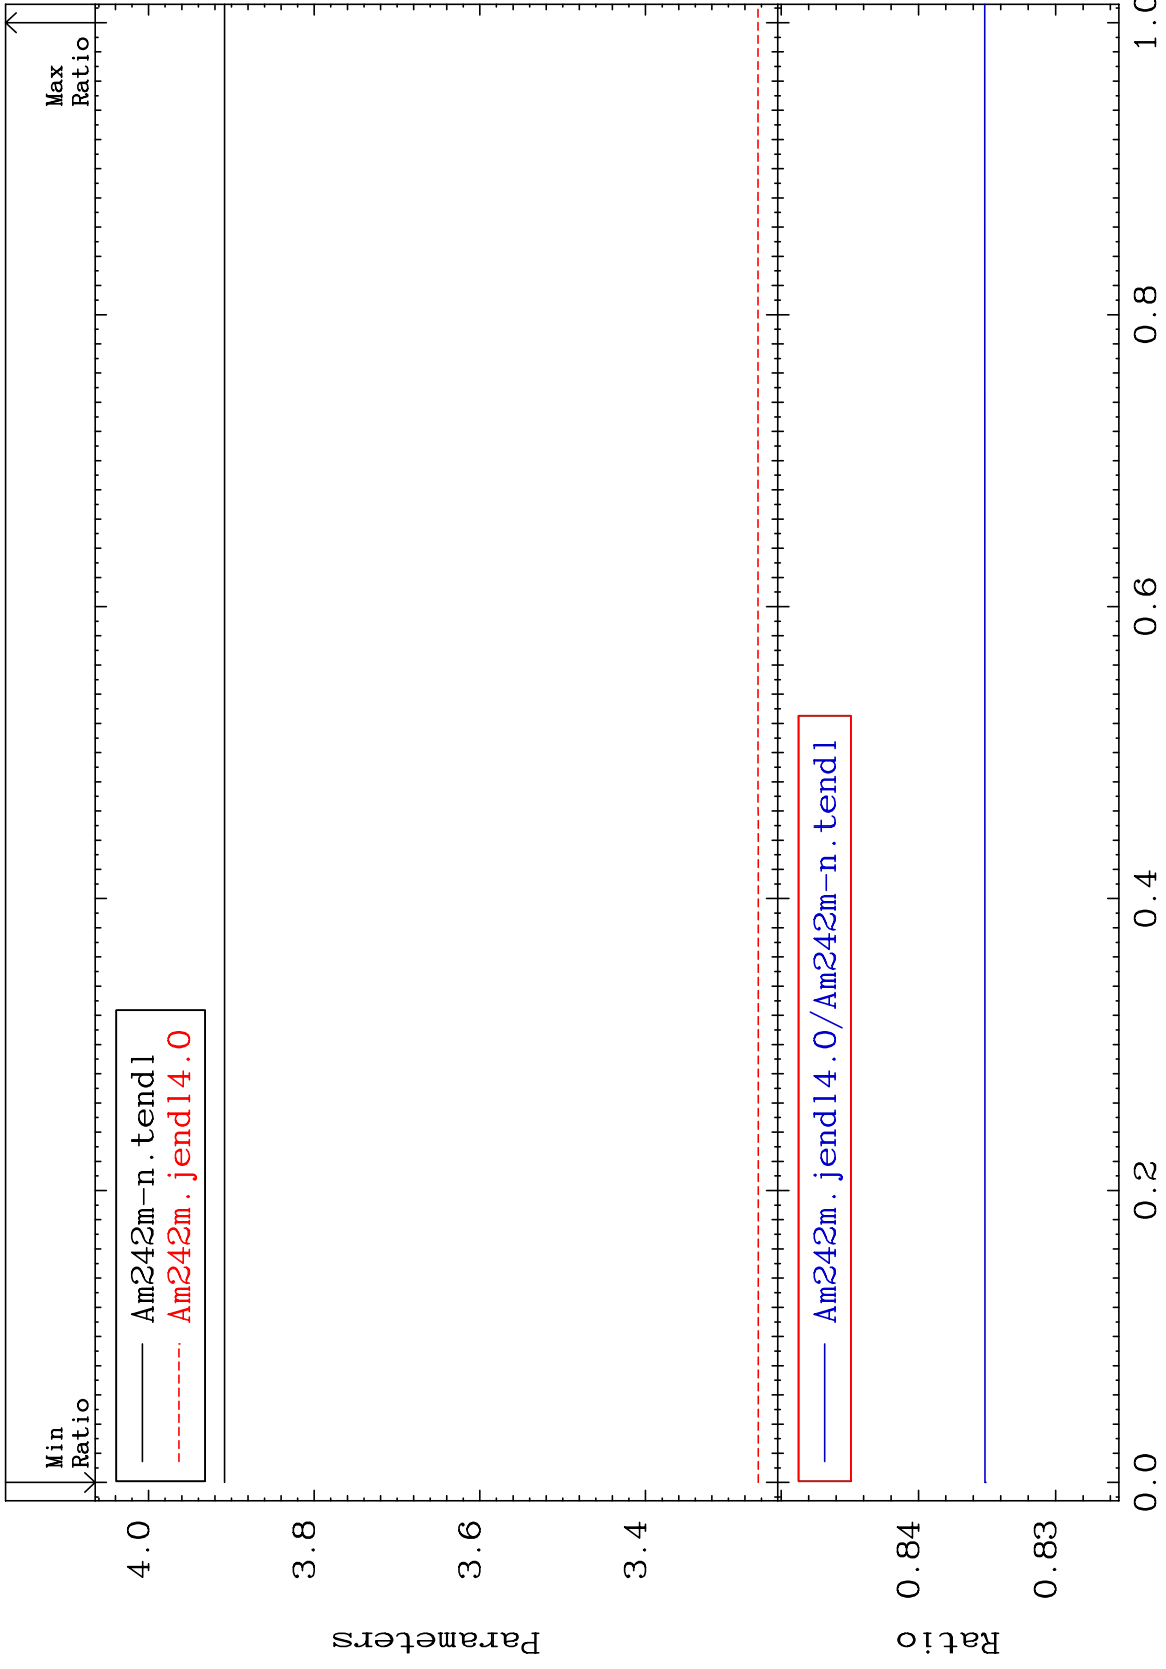 Min
Ratio
Max
Ratio
Am242m-n.tendl
Am242m.jendl4.0
4.0
3.8
3.6
3.4
Parameters
Am242m.jendl4.0/Am242m-n.tendl
0.84
0.83
Ratio
0.0
0.2
0.4
0.6
0.8
1.0